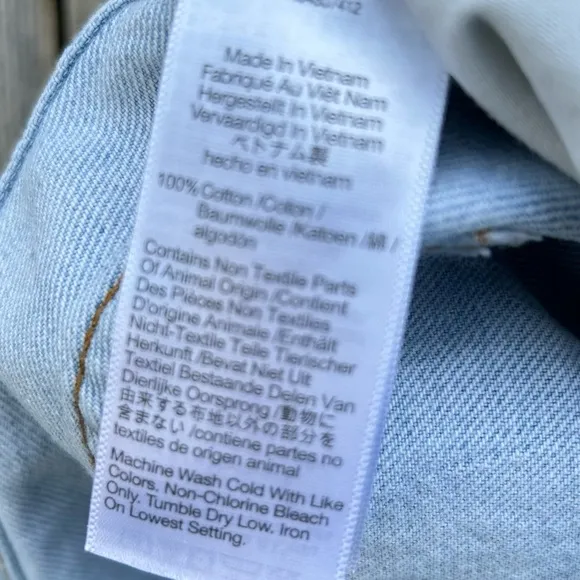 Made In Vietnam
Fabriqué Au Viêt Nam
Hergestellt In Vietnam
Vervaardigd In Vietnam
ベトナム製
hecho en vietnam
100% Cotton /Coton /
Baumwolle /Katoen /綿 /
algodón
Contains Non Textile Parts
Of Animal Origin /Contient
Des Pièces Non Textiles
D'origine Animale /Enthält
Nicht-Textile Teile Tierischer
Herkunft /Bevat Niet Uit
Textiel Bestaande Delen Van
Dierlijke Oorsprong /動物に
由来する布地以外の部分を
含まない /contiene partes no
textiles de origen animal
Machine Wash Cold With Like
Colors, Non-Chlorine Bleach
Only. Tumble Dry Low. Iron
On Lowest Setting.